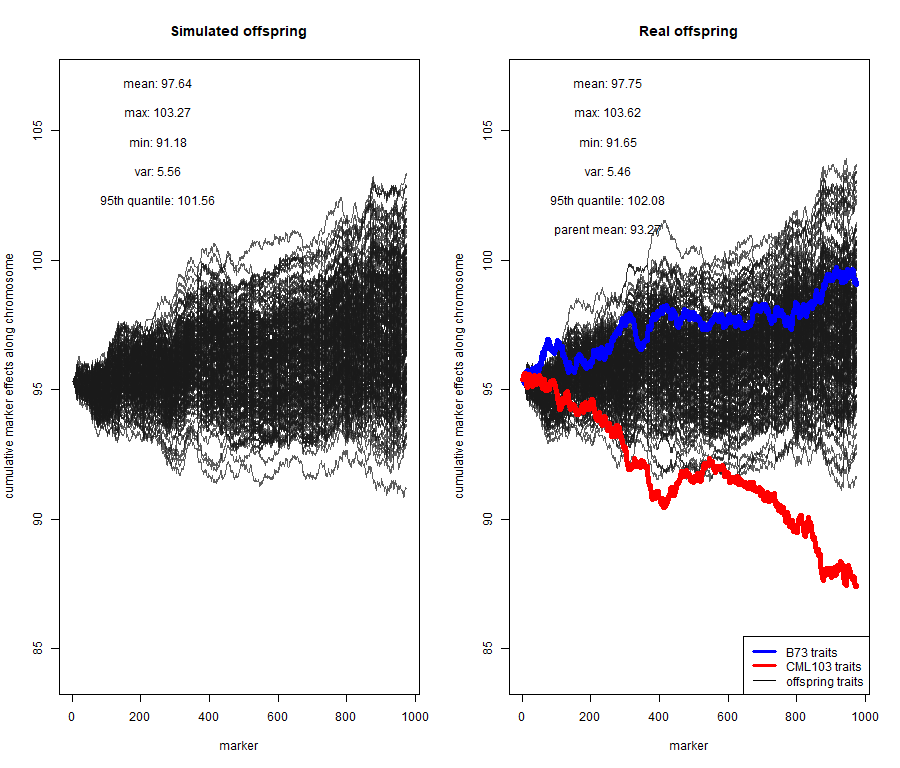 Simulated offspring
mean: 97.64
max: 103.27
min: 91.18
var: 5.56
95th quantile: 101.56
cumulative marker effects along chromosome
105
100
95
90
85
0 200 400 600 800 1000
marker
Real offspring
mean: 97.75
max: 103.62
min: 91.65
var: 5.46
95th quantile: 102.08
parent mean: 93.27
cumulative marker effects along chromosome
105
100
95
90
85
B73 traits
CML103 traits
offspring traits
0 200 400 600 800 1000
marker